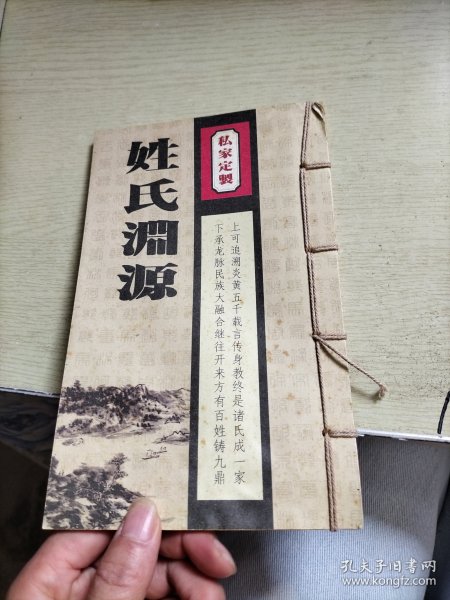 私家定製
姓氏淵源
上可追溯炎黄五千载言传身教终是诸氏成一家
下承龙脉民族大融合继往开来方有百姓铸九鼎
孔夫子旧书网
www.kongfz.com